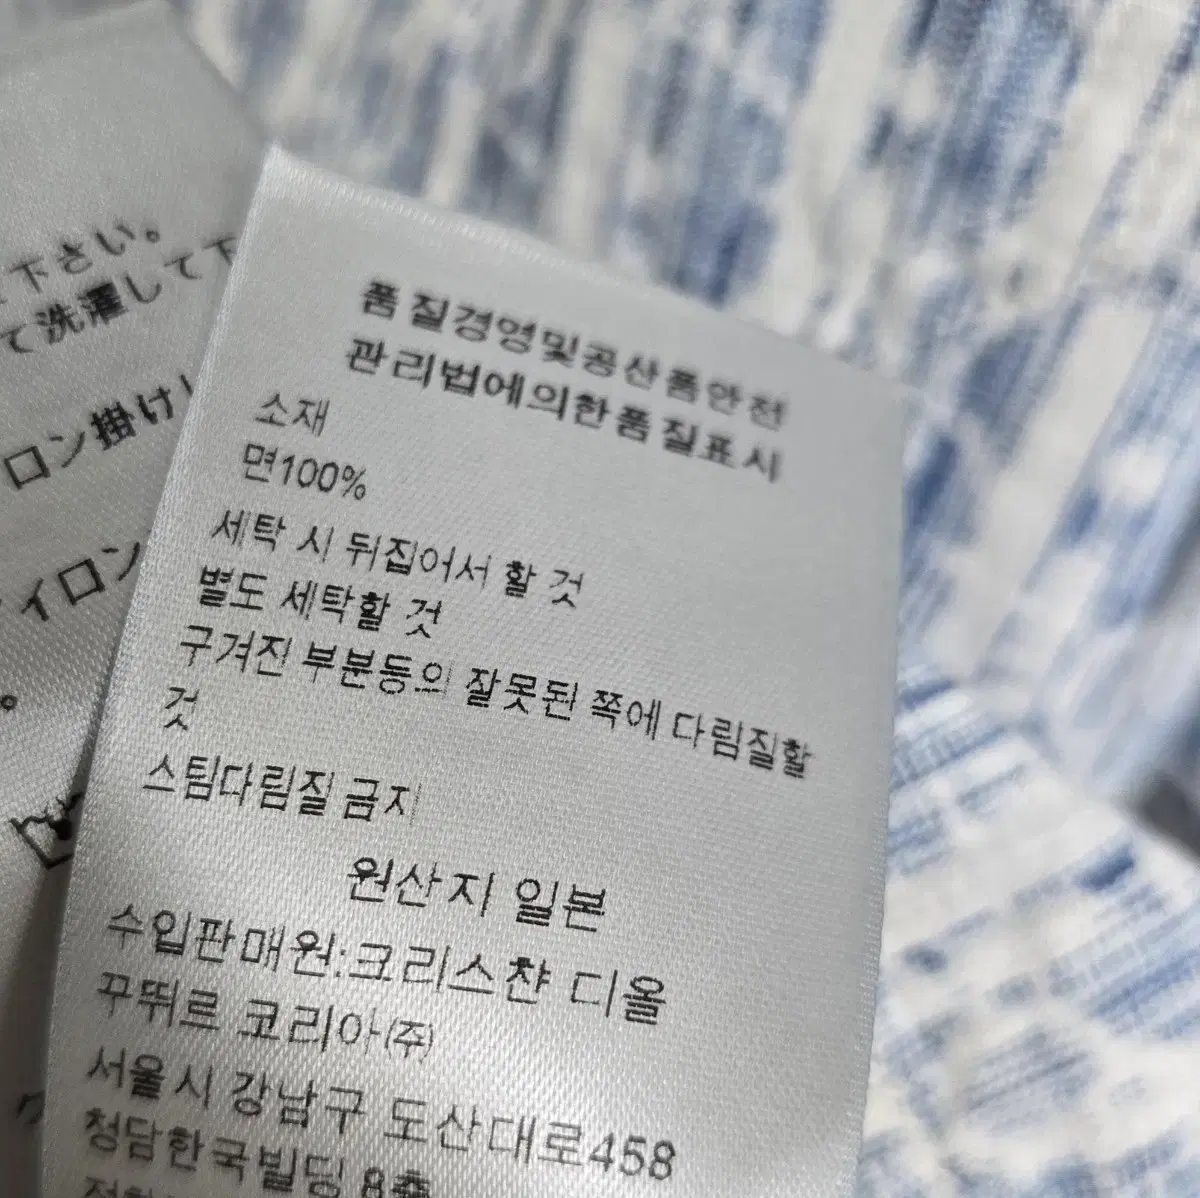 下さい。
て洗濯して下
ロン掛けし
イロン
品질경영및공산품안전
관리법에의한품질표시
소재
면100%
세탁 시 뒤집어서 할 것
별도 세탁할 것
구겨진 부분등의 잘못된 쪽에 다림질할
것
스팀다림질 금지
원산지 일본
수입판매원:크리스챤 디올
꾸뛰르 코리아(주)
서울시 강남구 도산대로458
청담한국빌딩 8층